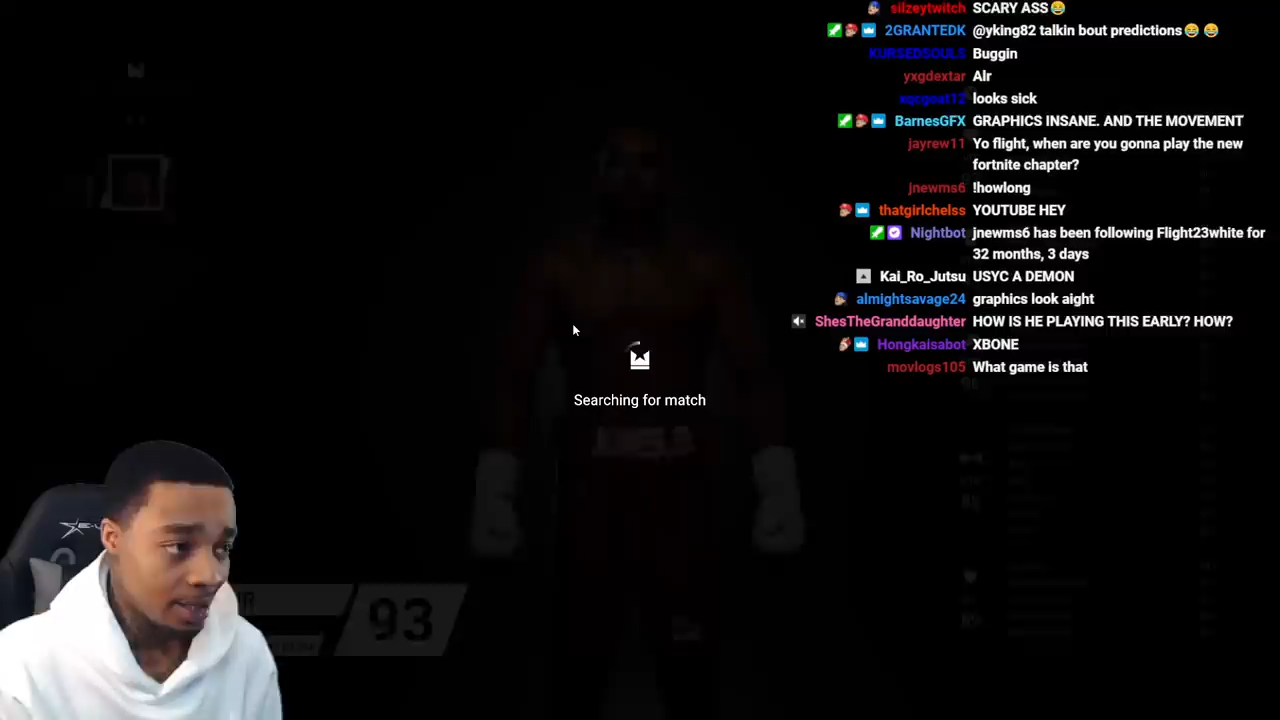 silzeytwitch SCARY ASS😂
2GRANTEDK @yking82 talkin bout predictions😂 😂
KURSEDSOULS Buggin
yxgdextar Alr
xqcgoat12 looks sick
BarnesGFX GRAPHICS INSANE. AND THE MOVEMENT
jayrew11 Yo flight, when are you gonna play the new
fortnite chapter?
jnewms6 !howlong
thatgirlchelss YOUTUBE HEY
Nightbot jnewms6 has been following Flight23white for
32 months, 3 days
Kai_Ro_Jutsu USYC A DEMON
almightsavage24 graphics look aight
ShesTheGranddaughter HOW IS HE PLAYING THIS EARLY? HOW?
Hongkaisabot XBONE
movlogs105 What game is that
Searching for match
93